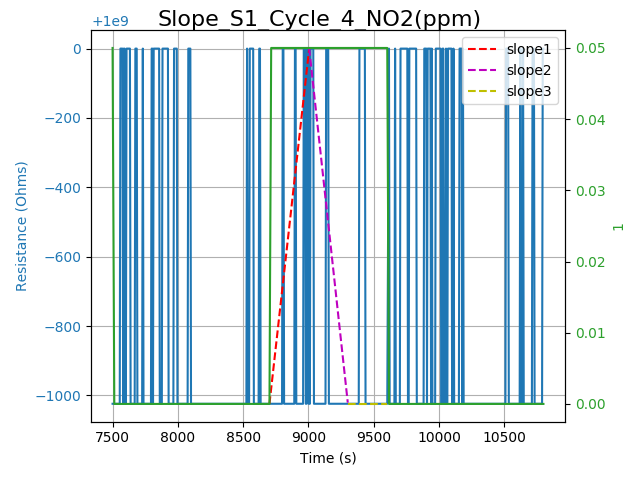 Slope_S1_Cycle_4_NO2(ppm)
+1e9
0
−200
−400
−600
−800
−1000
Resistance (Ohms)
7500 8000 8500 9000 9500 10000 10500
Time (s)
0.05
0.04
0.03
0.02
0.01
0.00
1
slope1
slope2
slope3